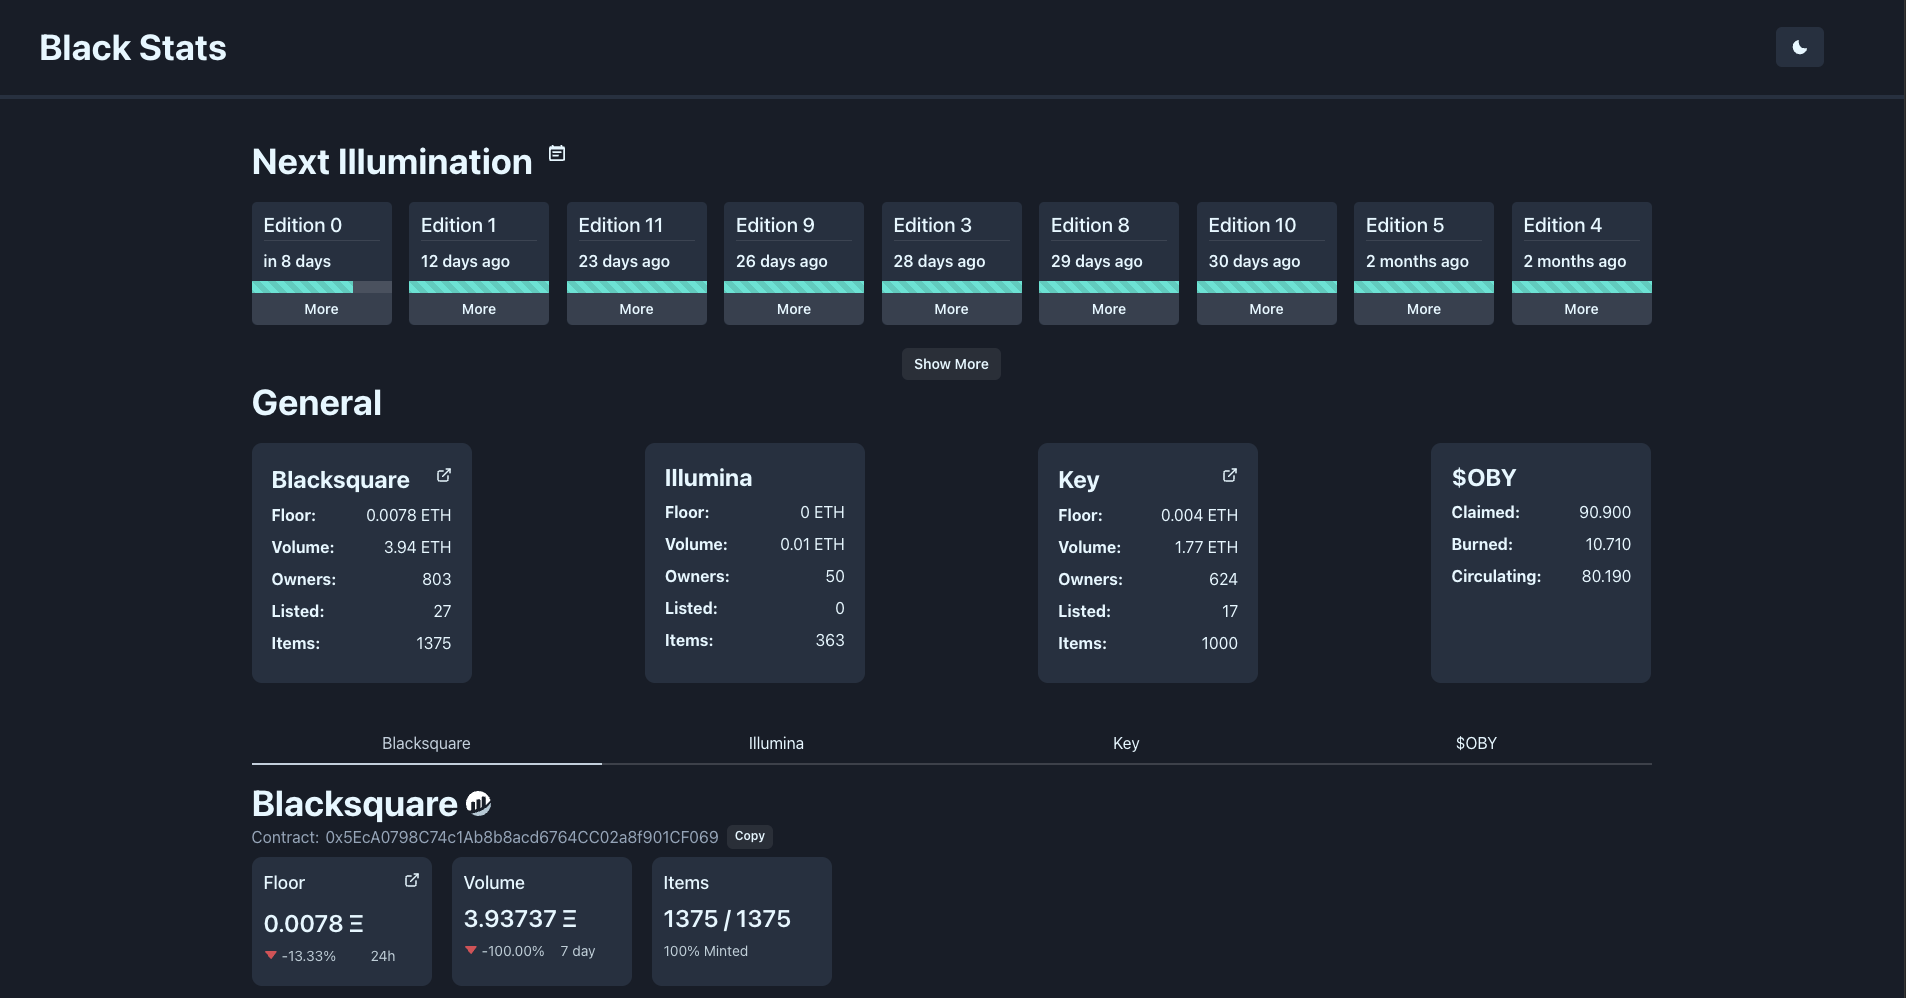 Black Stats
Next Illumination
Edition 0
in 8 days
More
Edition 1
12 days ago
More
Edition 11
23 days ago
More
Edition 9
26 days ago
More
Edition 3
28 days ago
More
Edition 8
29 days ago
More
Edition 10
30 days ago
More
Edition 5
2 months ago
More
Edition 4
2 months ago
More
Show More
General
Blacksquare
Floor: 0.0078 ETH
Volume: 3.94 ETH
Owners: 803
Listed: 27
Items: 1375
Illumina
Floor: 0 ETH
Volume: 0.01 ETH
Owners: 50
Listed: 0
Items: 363
Key
Floor: 0.004 ETH
Volume: 1.77 ETH
Owners: 624
Listed: 17
Items: 1000
$OBY
Claimed: 90.900
Burned: 10.710
Circulating: 80.190
Blacksquare Illumina Key $OBY
Blacksquare
Contract: 0x5EcA0798C74c1Ab8b8acd6764CC02a8f901CF069 Copy
Floor
0.0078 Ξ
-13.33% 24h
Volume
3.93737 Ξ
-100.00% 7 day
Items
1375 / 1375
100% Minted